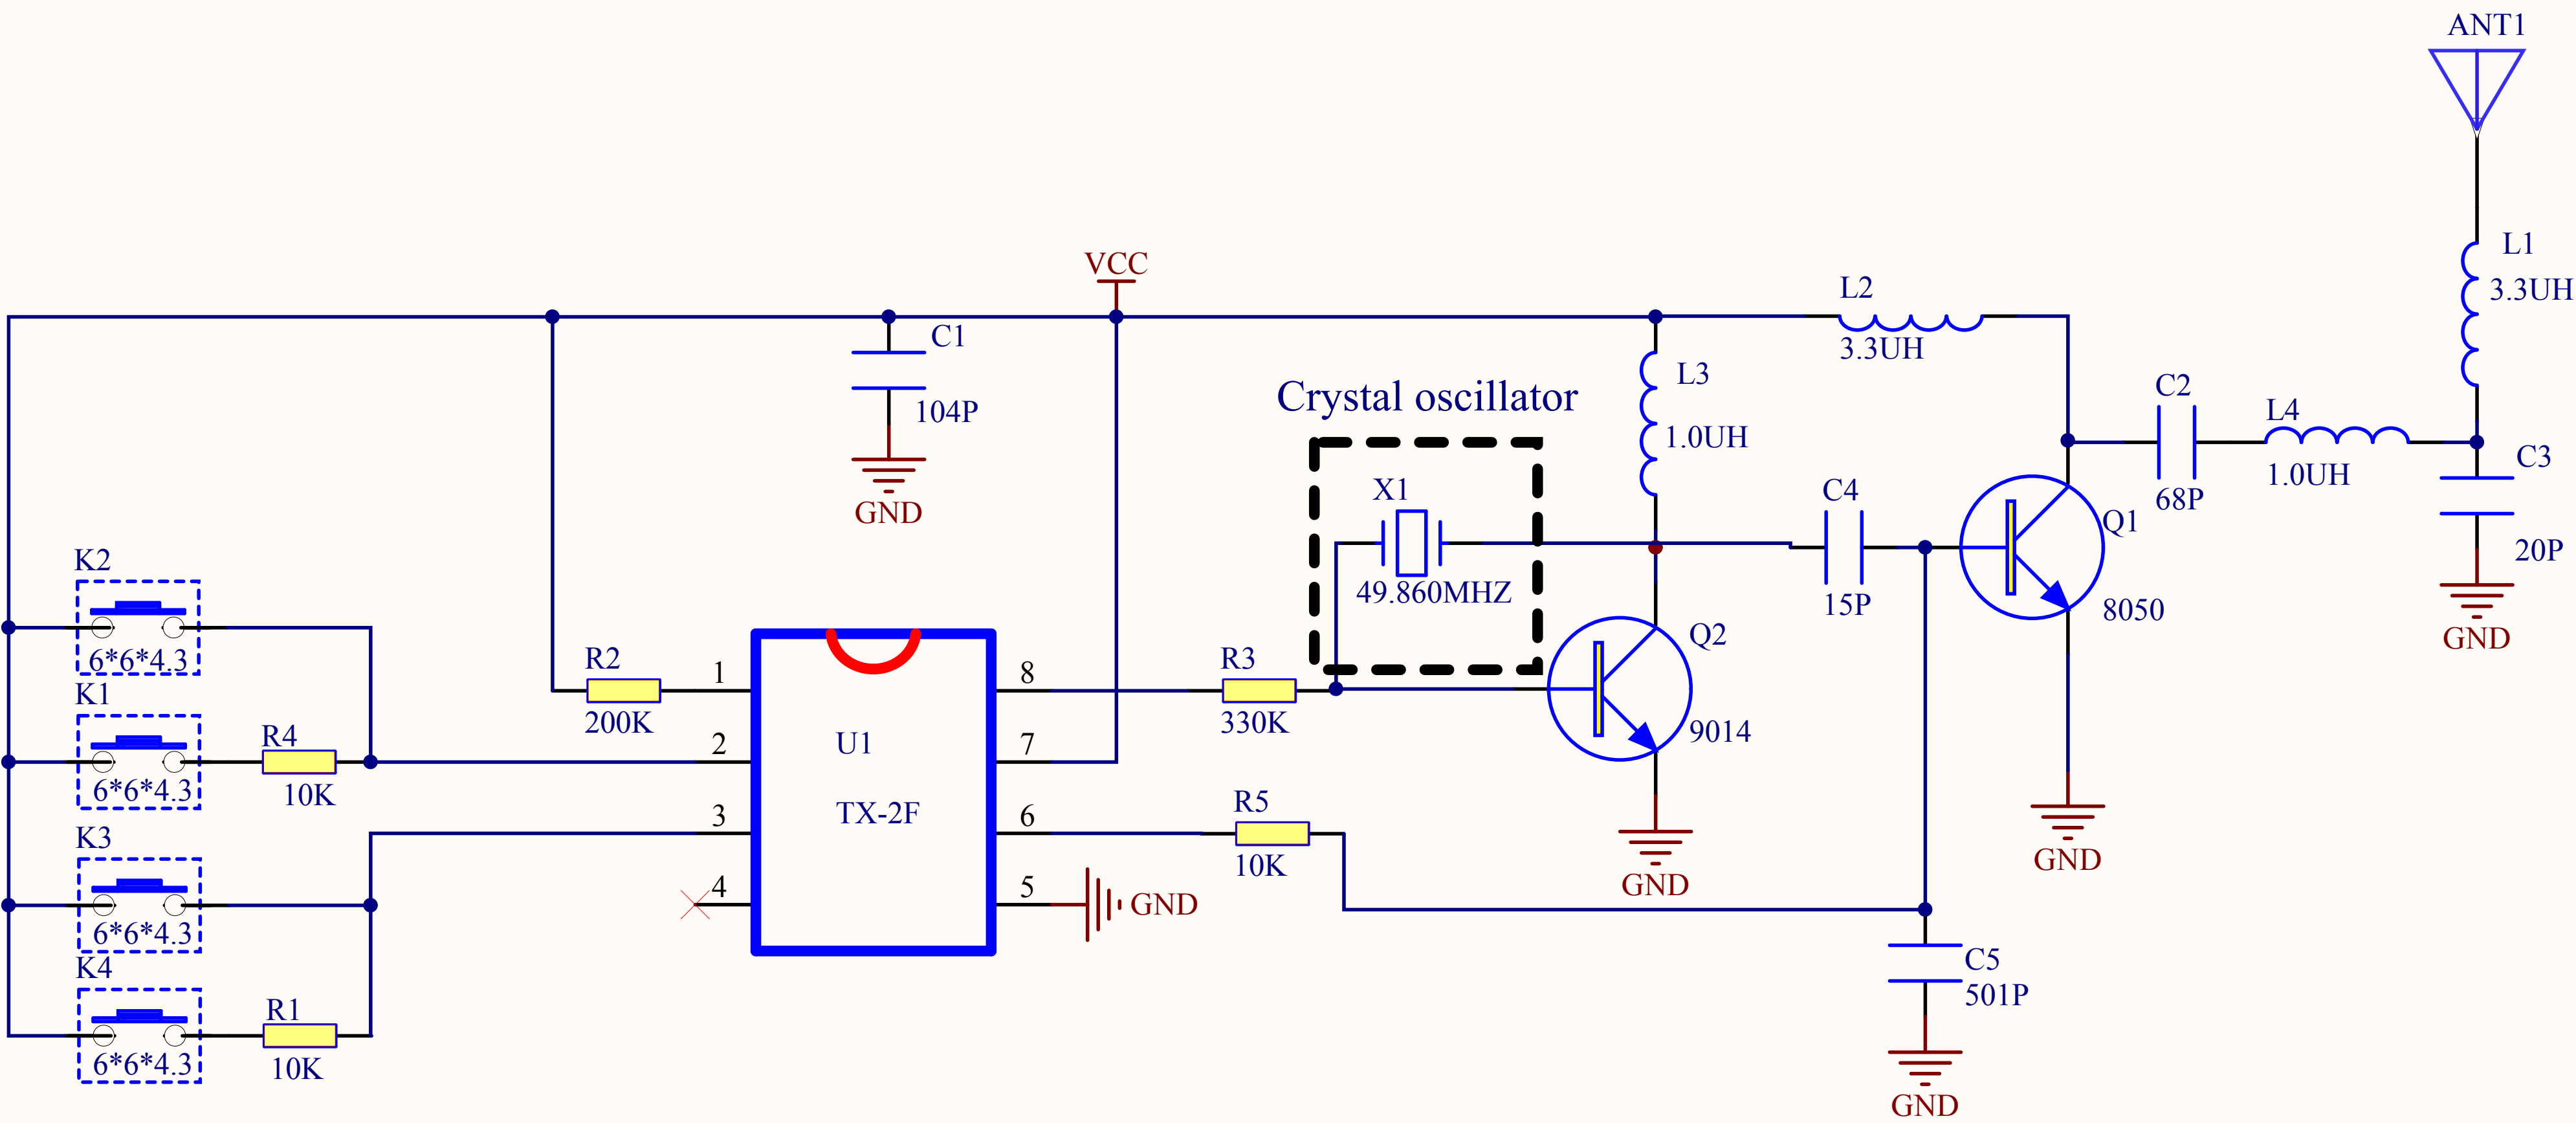 ANT1
L1
3.3UH
VCC
L2
3.3UH
C1
104P
GND
Crystal oscillator
L3
1.0UH
C2
68P
L4
1.0UH
C3
20P
GND
X1
49.860MHZ
C4
15P
Q1
8050
GND
K2
6*6*4.3
K1
6*6*4.3
R4
10K
K3
6*6*4.3
K4
6*6*4.3
R1
10K
R2
200K
1
2
3
4
U1
TX-2F
8
7
6
5
GND
R3
330K
R5
10K
Q2
9014
GND
C5
501P
GND